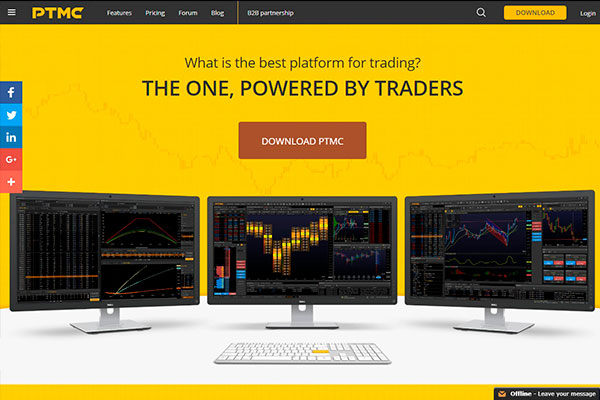 PTMC Features Pricing Forum Blog B2B partnership DOWNLOAD Login
What is the best platform for trading?
THE ONE, POWERED BY TRADERS
DOWNLOAD PTMC
Offline - Leave your message